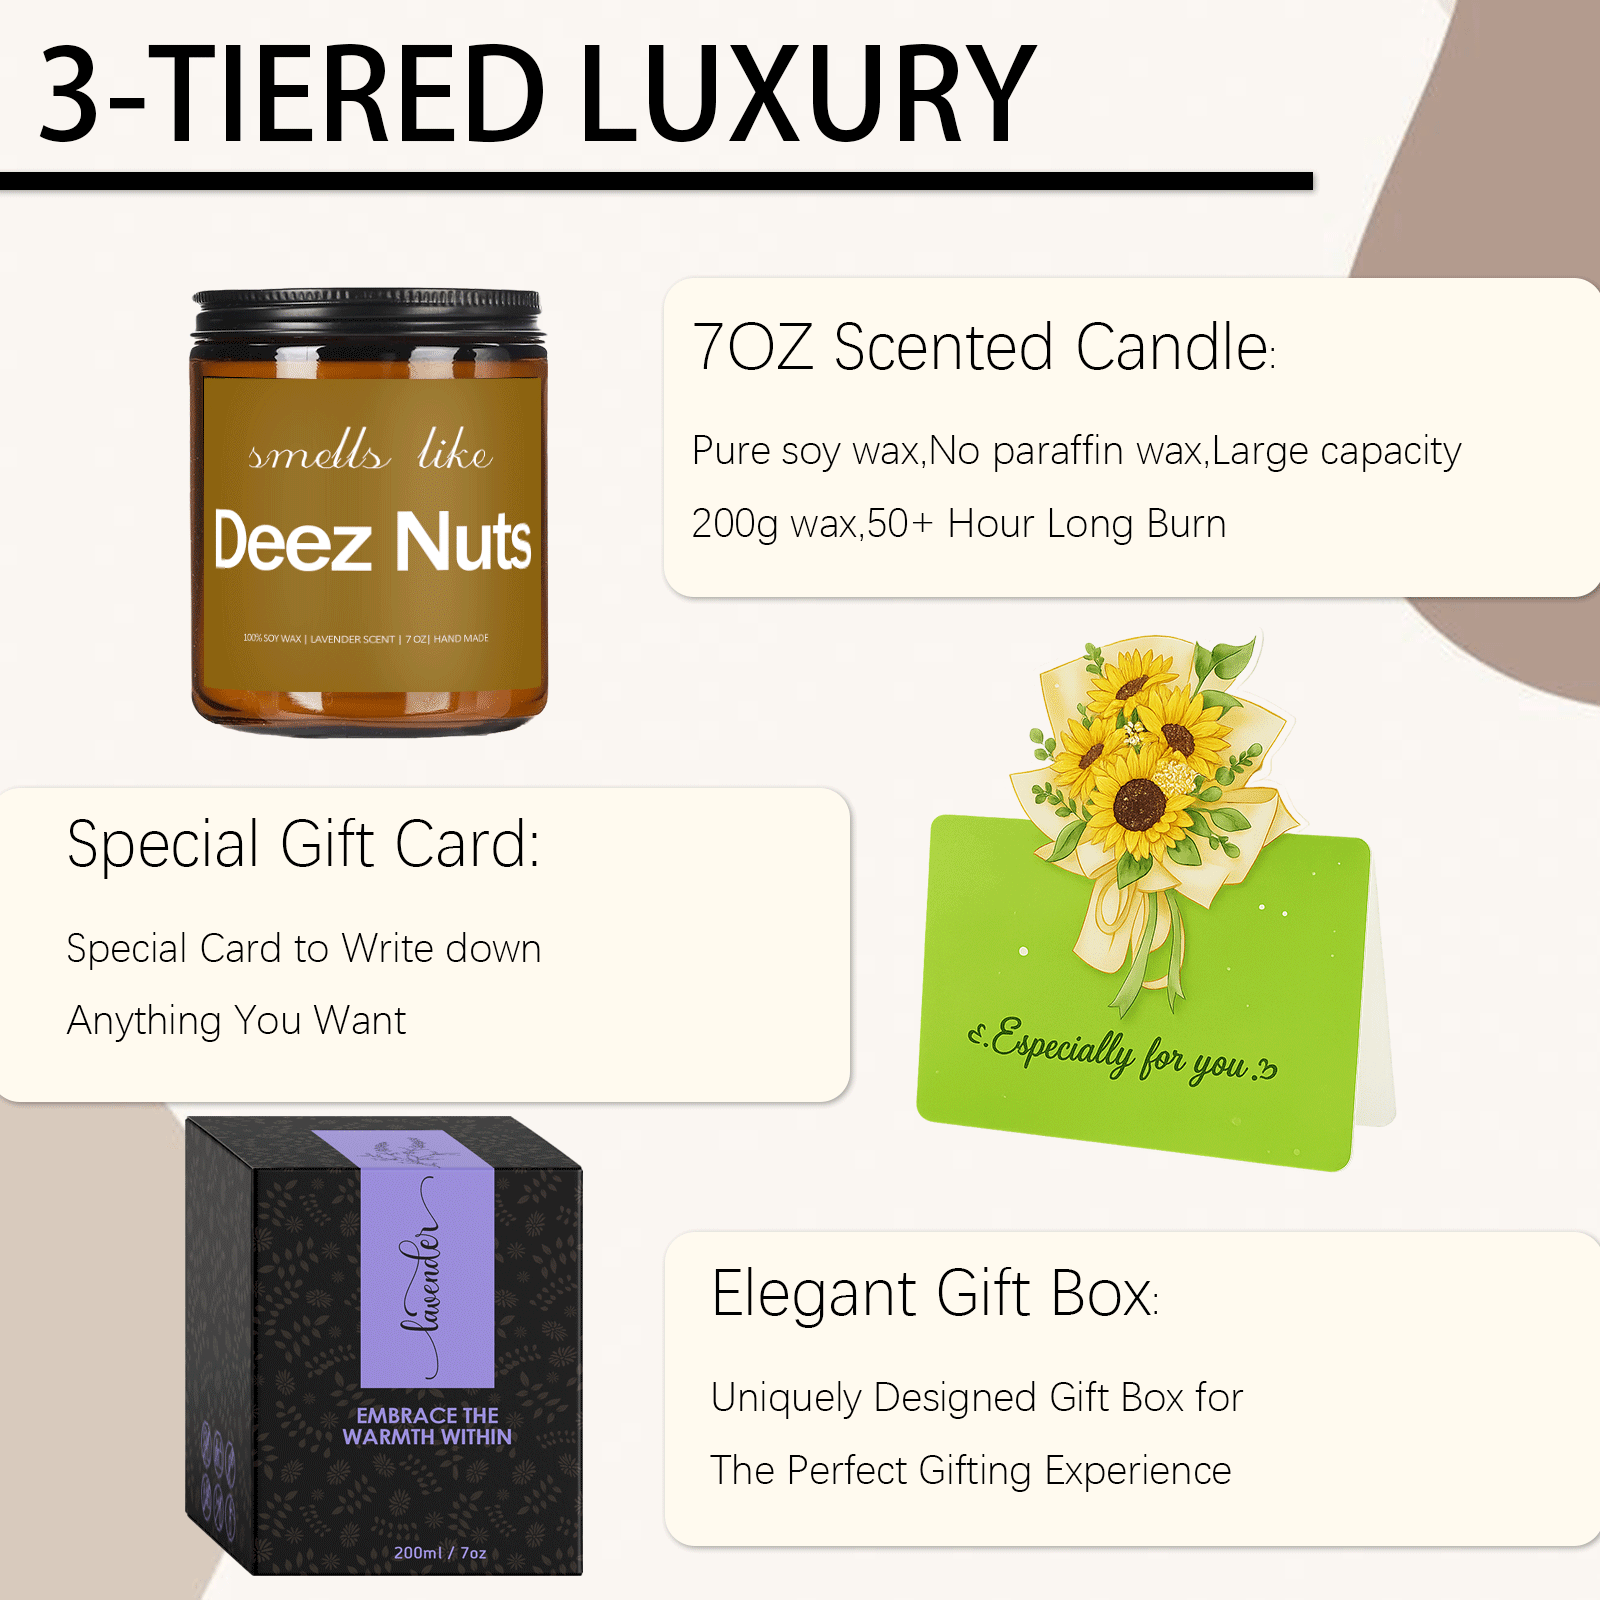 3-TIERED LUXURY
smells like
Deez Nuts
100% SOY WAX | LAVENDER SCENT | 7 OZ| HAND MADE
7OZ Scented Candle:
Pure soy wax,No paraffin wax,Large capacity
200g wax,50+ Hour Long Burn
Special Gift Card:
Special Card to Write down
Anything You Want
Especially for you
lavender
EMBRACE THE
WARMTH WITHIN
200ml / 7oz
Elegant Gift Box:
Uniquely Designed Gift Box for
The Perfect Gifting Experience